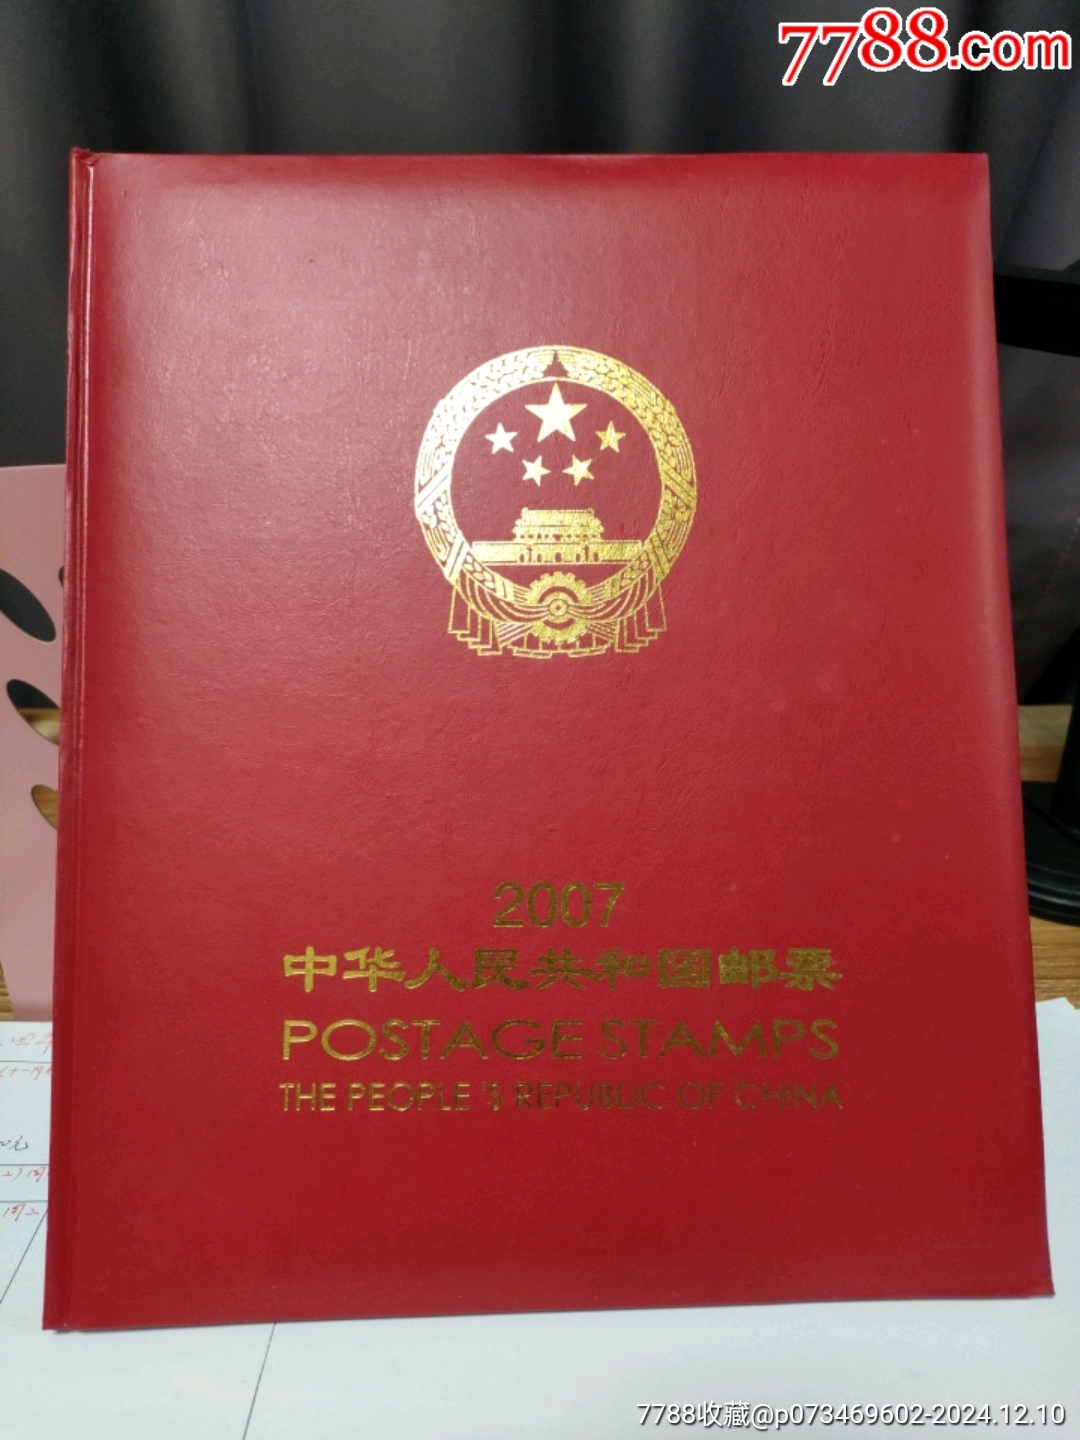 7788.com
2007
中华人民共和国邮票
POSTAGE STAMPS
THE PEOPLE'S REPUBLIC OF CHINA
7788收藏@p073469602-2024.12.10